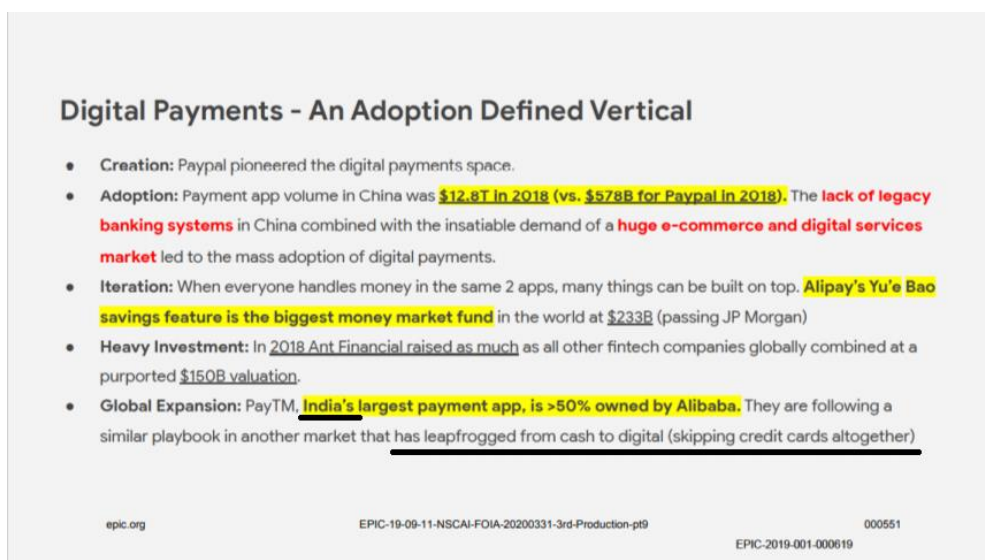 Digital Payments - An Adoption Defined Vertical
● Creation: Paypal pioneered the digital payments space.
● Adoption: Payment app volume in China was $12.8T in 2018 (vs. $578B for Paypal in 2018). The lack of legacy
banking systems in China combined with the insatiable demand of a huge e-commerce and digital services
market led to the mass adoption of digital payments.
● Iteration: When everyone handles money in the same 2 apps, many things can be built on top. Alipay's Yu'e Bao
savings feature is the biggest money market fund in the world at $233B (passing JP Morgan)
● Heavy Investment: In 2018 Ant Financial raised as much as all other fintech companies globally combined at a
purported $150B valuation.
● Global Expansion: PayTM, India's largest payment app, is >50% owned by Alibaba. They are following a
similar playbook in another market that has leapfrogged from cash to digital (skipping credit cards altogether)
epic.org EPIC-19-09-11-NSCAI-FOIA-20200331-3rd-Production-pt9 000551
EPIC-2019-001-000619